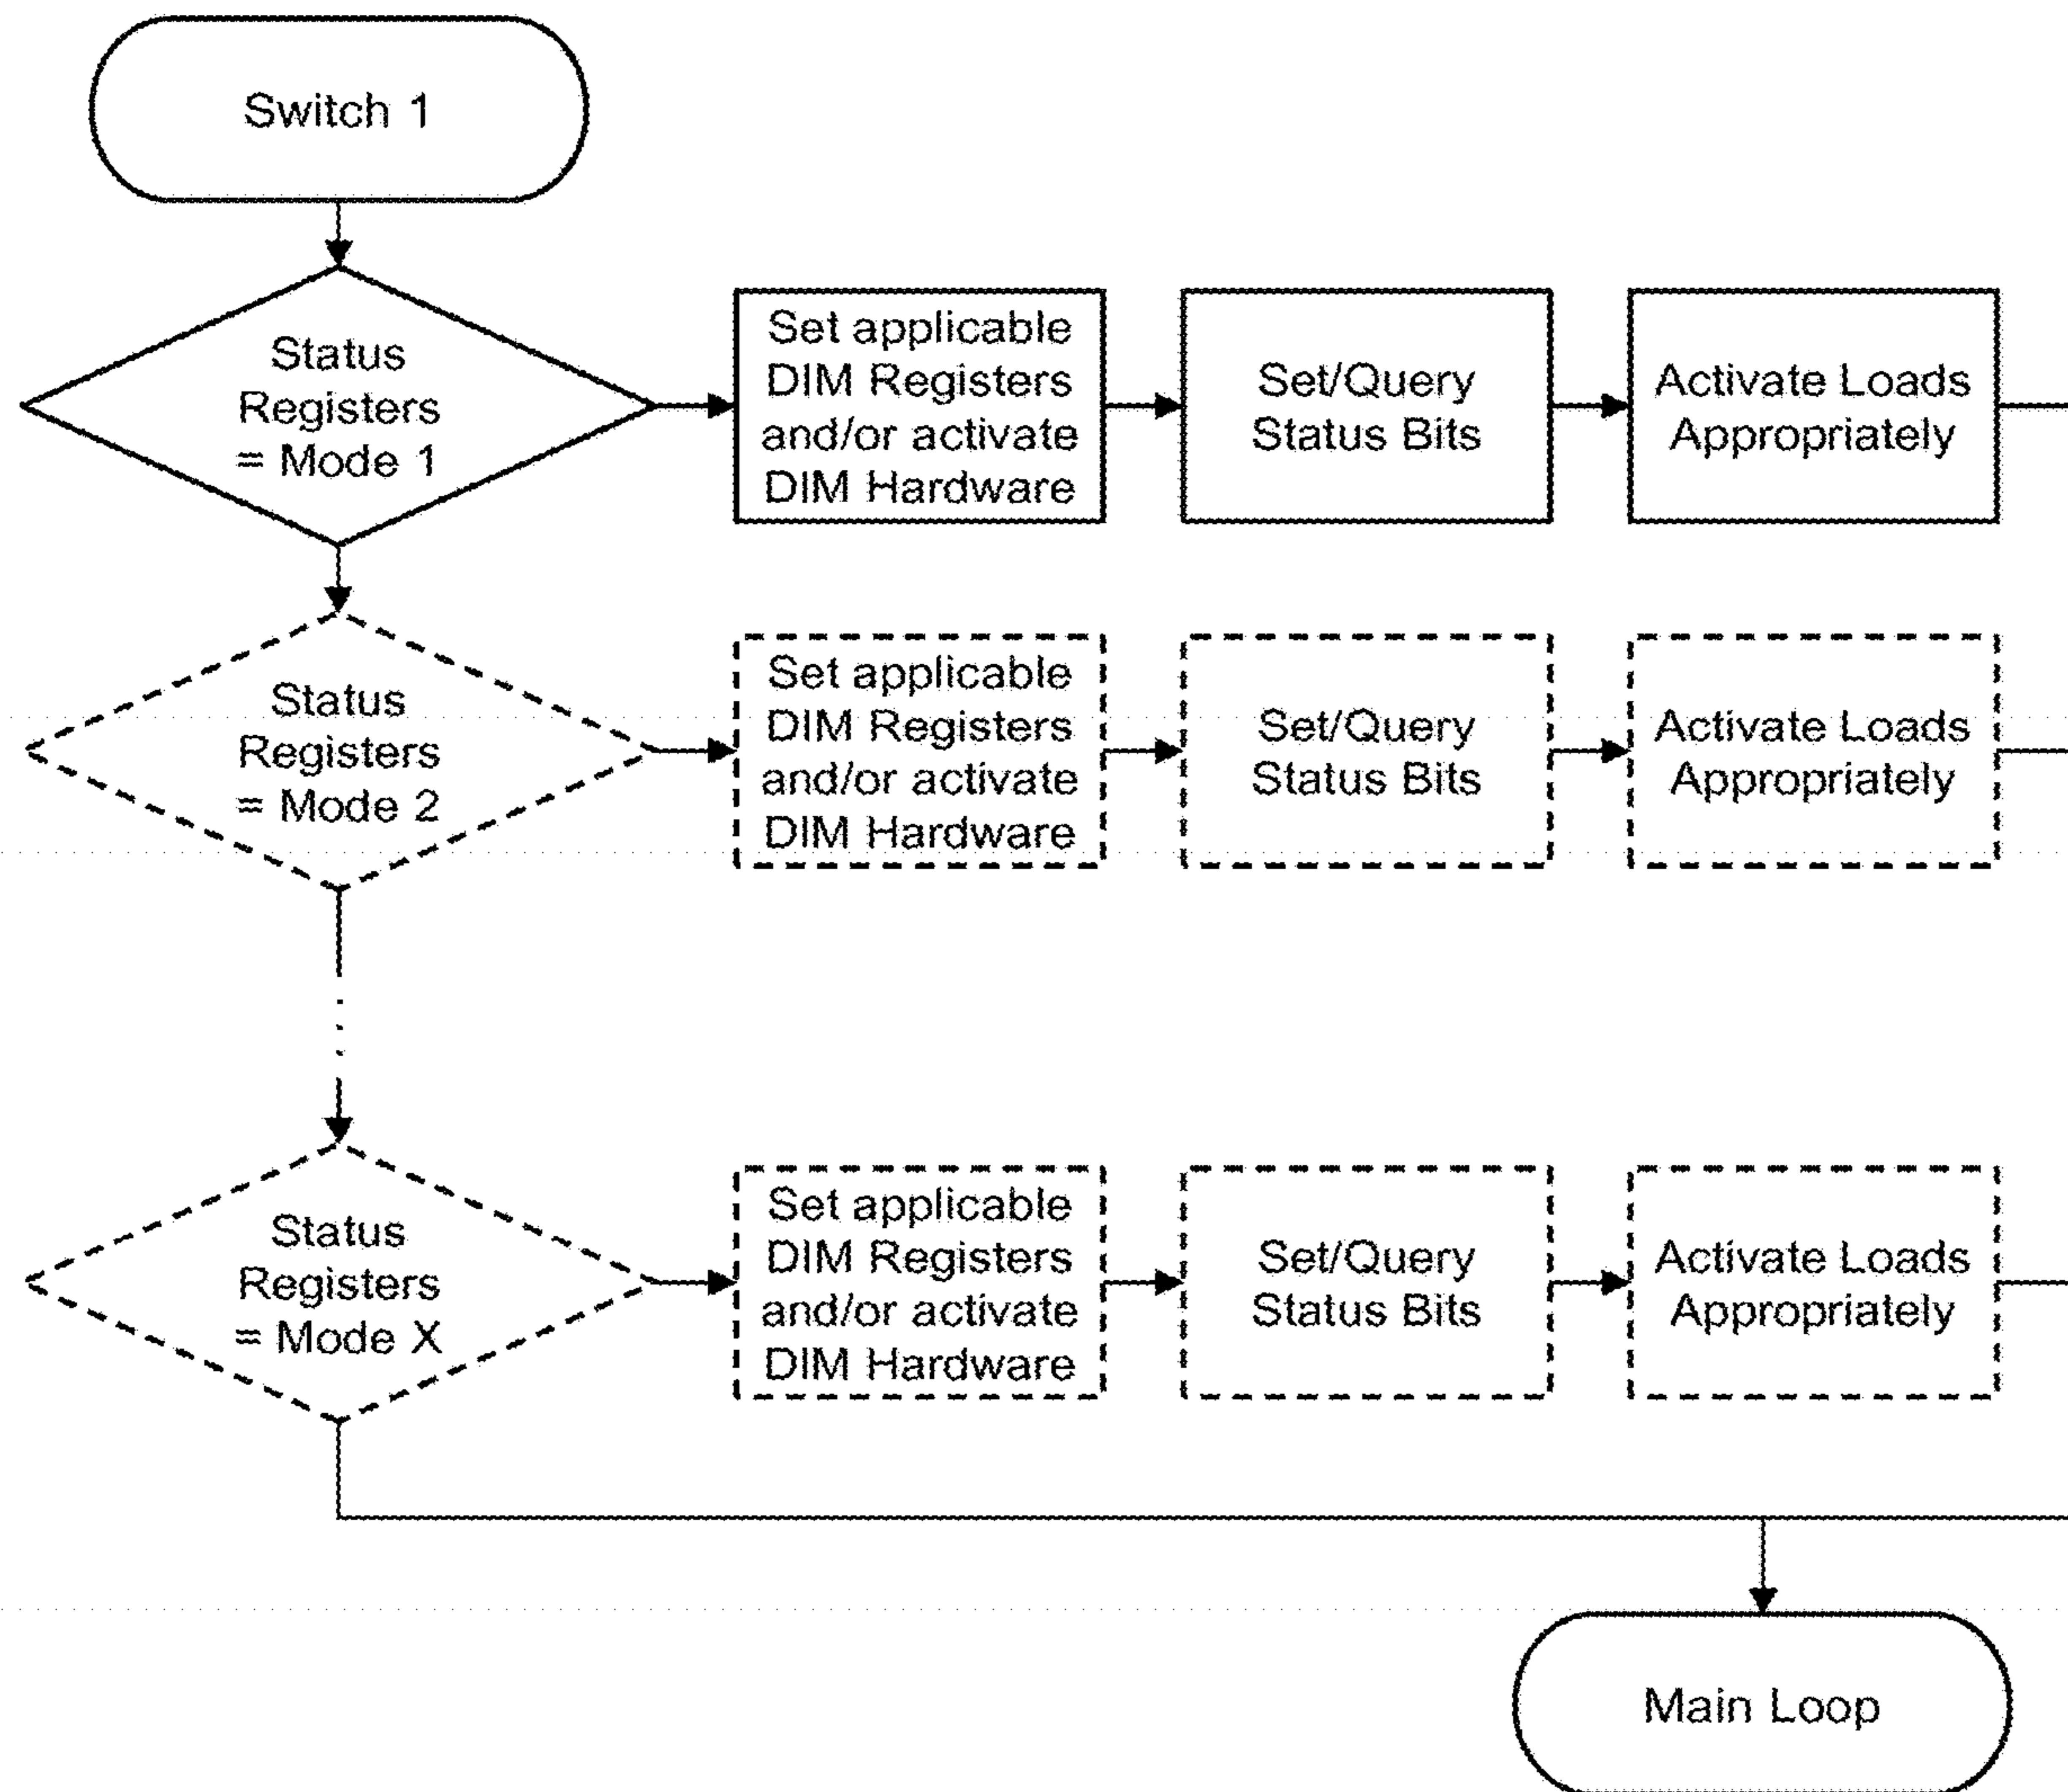 Switch 1
Status
Registers
= Mode 1
Set applicable
DIM Registers
and/or activate
DIM Hardware
Set/Query
Status Bits
Activate Loads
Appropriately
Status
Registers
= Mode 2
Set applicable
DIM Registers
and/or activate
DIM Hardware
Set/Query
Status Bits
Activate Loads
Appropriately
Status
Registers
= Mode X
Set applicable
DIM Registers
and/or activate
DIM Hardware
Set/Query
Status Bits
Activate Loads
Appropriately
Main Loop